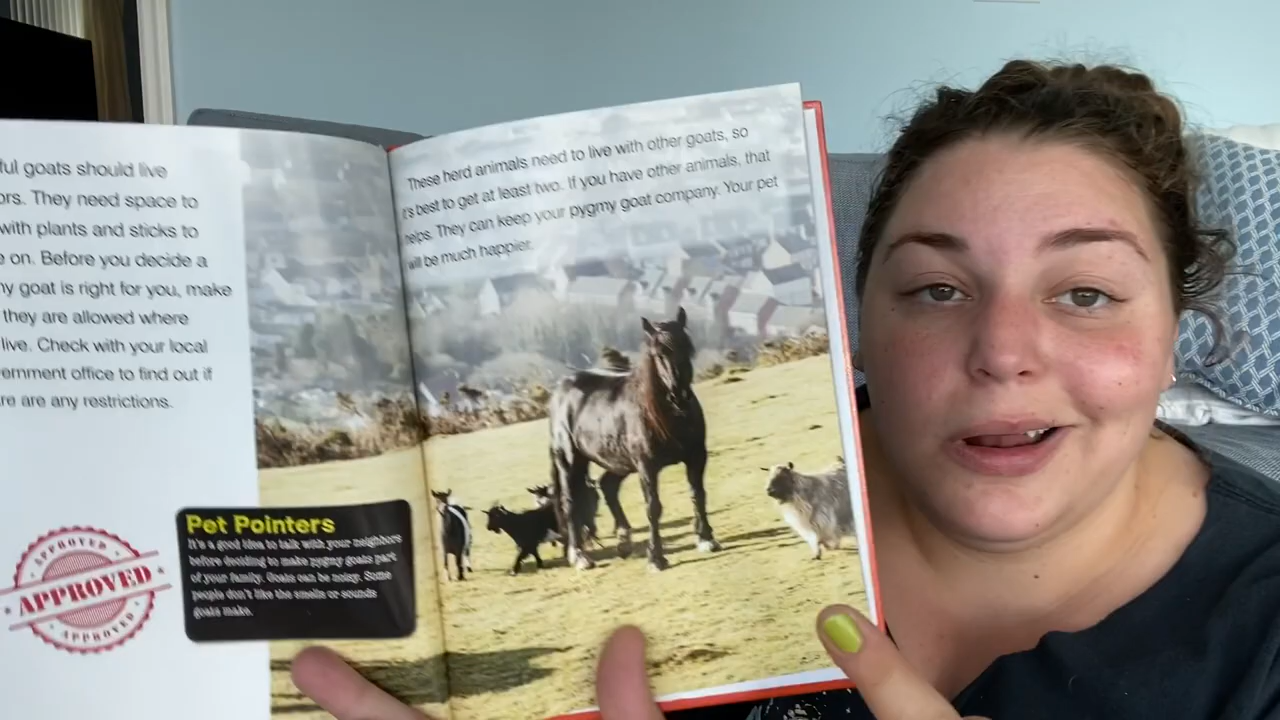 ful goats should live
ors. They need space to
with plants and sticks to
e on. Before you decide a
ny goat is right for you, make
they are allowed where
live. Check with your local
ernment office to find out if
re are any restrictions.
APPROVED
APPROVED
APPROVED
Pet Pointers
It's a good idea to talk with your neighbors
before deciding to make pygmy goats part
of your family. Goats can be noisy. Some
people don't like the smells or sounds
goats make.
These herd animals need to live with other goats, so
it's best to get at least two. If you have other animals, that
helps. They can keep your pygmy goat company. Your pet
will be much happier.